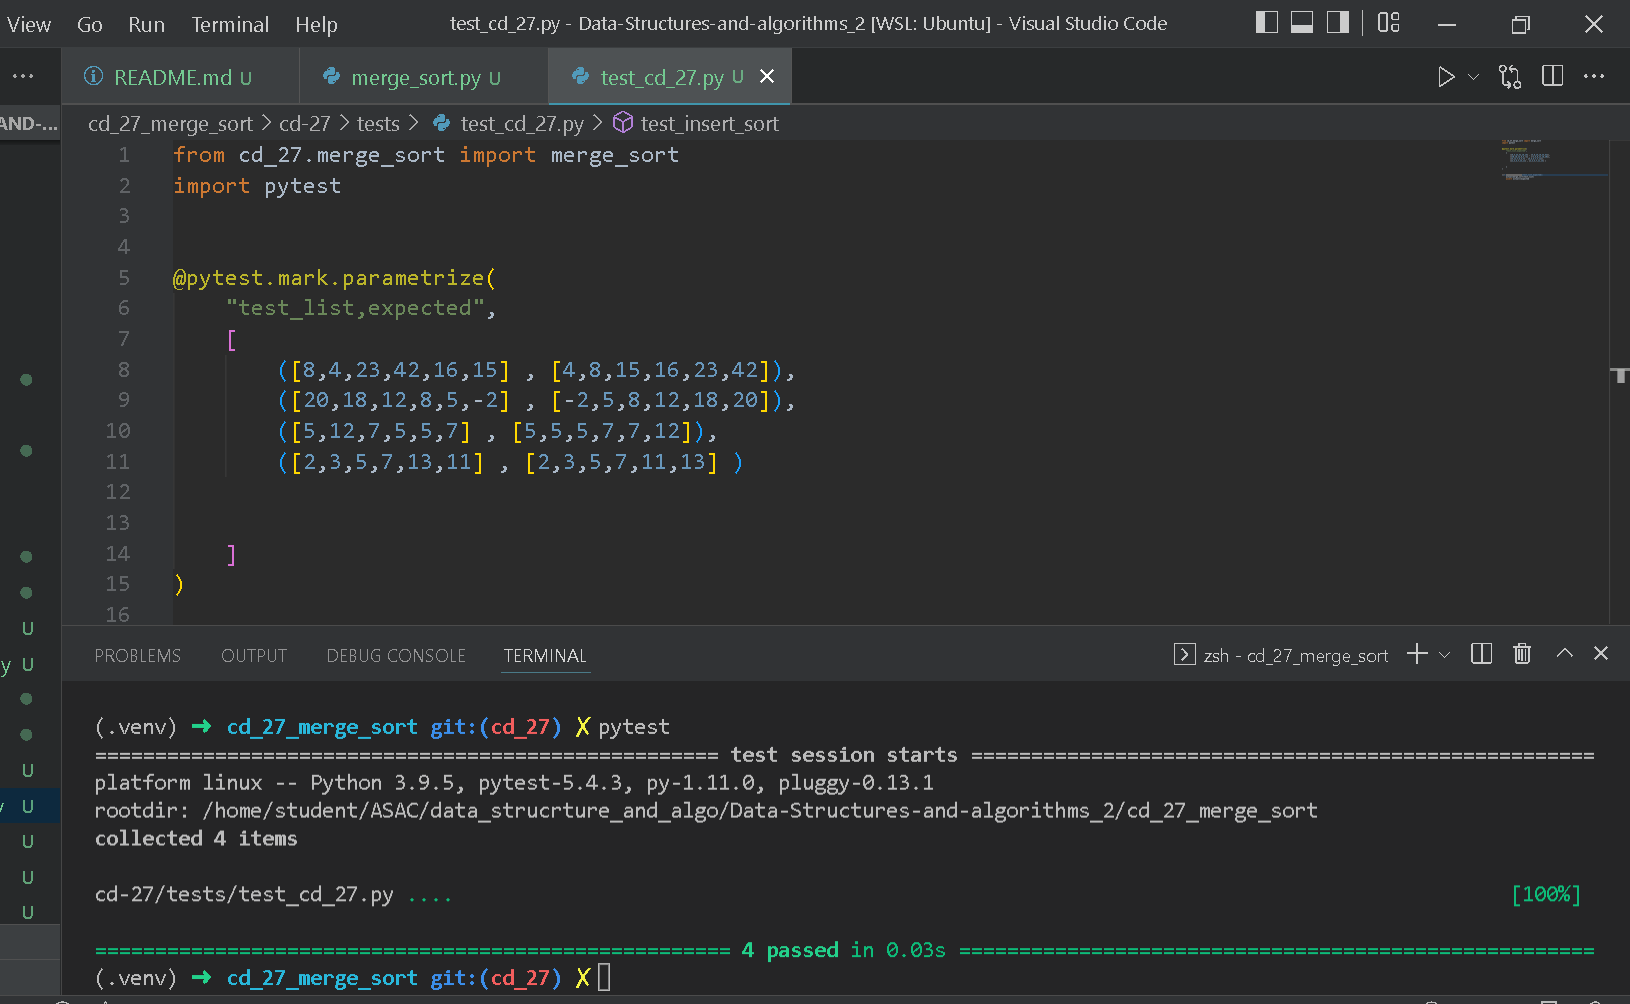 View Go Run Terminal Help test_cd_27.py - Data-Structures-and-algorithms_2 [WSL: Ubuntu] - Visual Studio Code
README.md U merge_sort.py U test_cd_27.py U
AND-...
cd_27_merge_sort > cd-27 > tests > test_cd_27.py > test_insert_sort
1 from cd_27.merge_sort import merge_sort
2 import pytest
3
4
5 @pytest.mark.parametrize(
6 "test_list,expected",
7 [
8 ([8,4,23,42,16,15] , [4,8,15,16,23,42]),
9 ([20,18,12,8,5,-2] , [-2,5,8,12,18,20]),
10 ([5,12,7,5,5,7] , [5,5,5,7,7,12]),
11 ([2,3,5,7,13,11] , [2,3,5,7,11,13] )
12
13
14 ]
15 )
16
U
y U
U
U
U
U
U
PROBLEMS OUTPUT DEBUG CONSOLE TERMINAL zsh - cd_27_merge_sort
(.venv) ➜ cd_27_merge_sort git:(cd_27) ✗ pytest
==================================================== test session starts ====================================================
platform linux -- Python 3.9.5, pytest-5.4.3, py-1.11.0, pluggy-0.13.1
rootdir: /home/student/ASAC/data_strucrture_and_algo/Data-Structures-and-algorithms_2/cd_27_merge_sort
collected 4 items
cd-27/tests/test_cd_27.py .... [100%]
===================================================== 4 passed in 0.03s =====================================================
(.venv) ➜ cd_27_merge_sort git:(cd_27) ✗